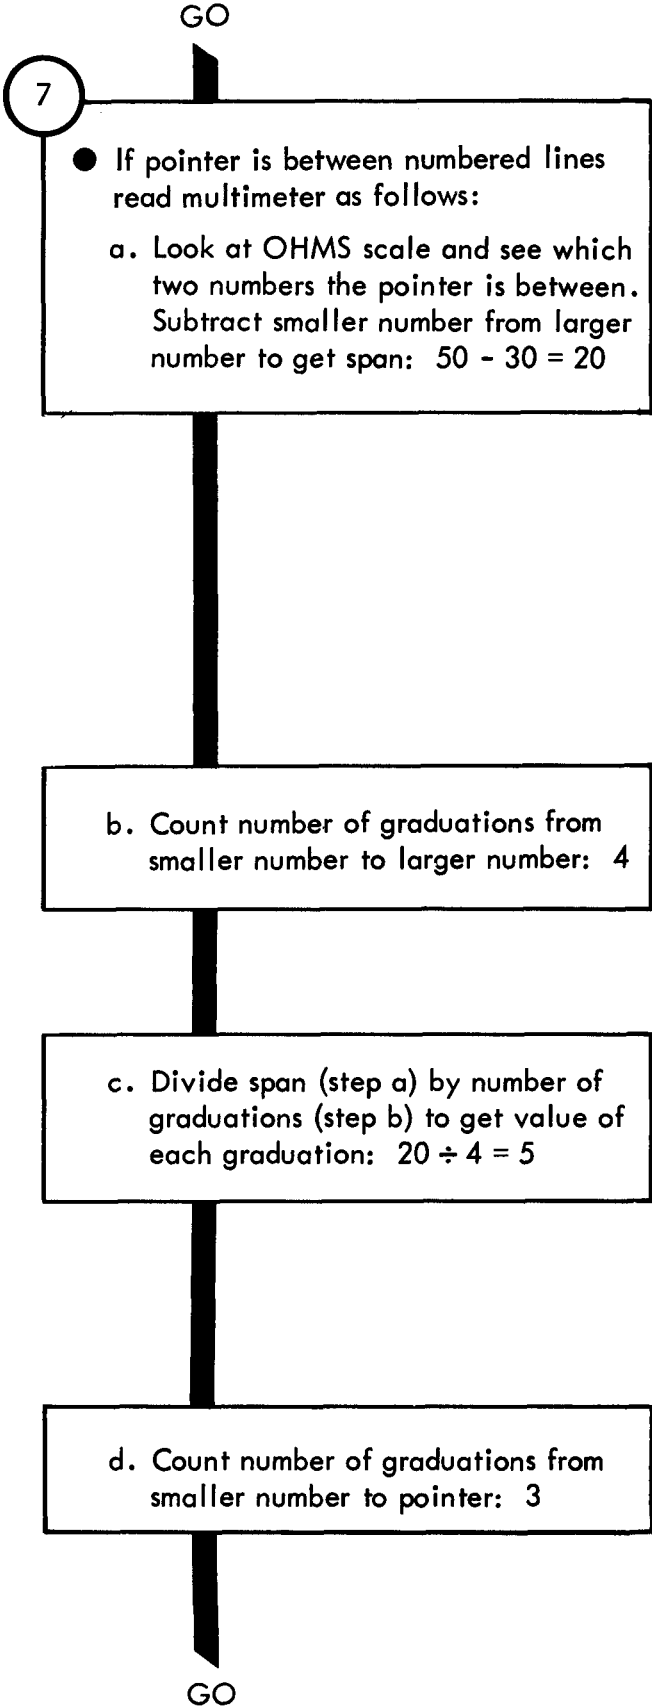 GO
7
● If pointer is between numbered lines
read multimeter as follows:
a. Look at OHMS scale and see which
two numbers the pointer is between.
Subtract smaller number from larger
number to get span: 50 - 30 = 20
b. Count number of graduations from
smaller number to larger number: 4
c. Divide span (step a) by number of
graduations (step b) to get value of
each graduation: 20 ÷ 4 = 5
d. Count number of graduations from
smaller number to pointer: 3
GO